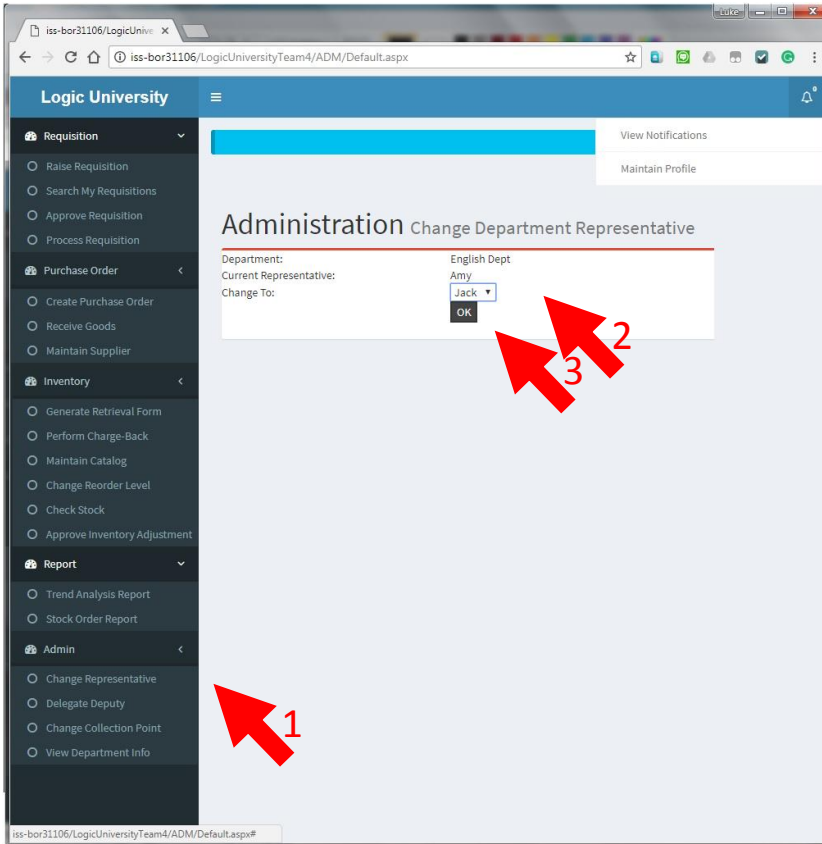 Luke
iss-bor31106/LogicUnive
iss-bor31106/LogicUniversityTeam4/ADM/Default.aspx
Logic University
Requisition
Raise Requisition
Search My Requisitions
Approve Requisition
Process Requisition
Purchase Order
Create Purchase Order
Receive Goods
Maintain Supplier
Inventory
Generate Retrieval Form
Perform Charge-Back
Maintain Catalog
Change Reorder Level
Check Stock
Approve Inventory Adjustment
Report
Trend Analysis Report
Stock Order Report
Admin
Change Representative
Delegate Deputy
Change Collection Point
View Department Info
View Notifications
Maintain Profile
Administration Change Department Representative
Department: English Dept
Current Representative: Amy
Change To: Jack
OK
2
3
1
iss-bor31106/LogicUniversityTeam4/ADM/Default.aspx#